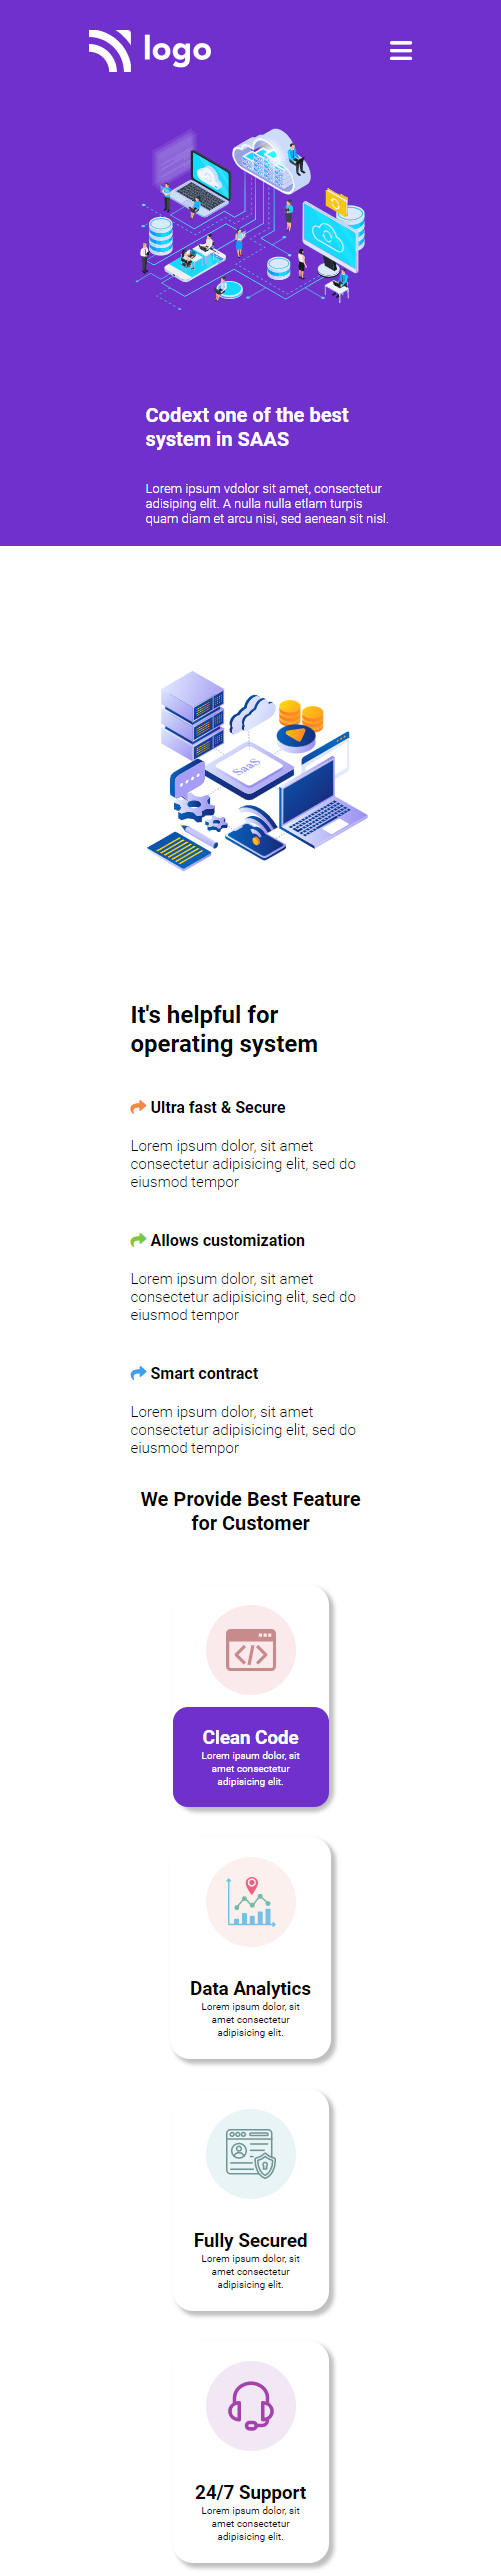 logo
Codext one of the best
system in SAAS
Lorem ipsum vdolor sit amet, consectetur
adisiping elit. A nulla nulla etlam turpis
quam diam et arcu nisi, sed aenean sit nisl.
SaaS
It's helpful for
operating system
Ultra fast & Secure
Lorem ipsum dolor, sit amet
consectetur adipisicing elit, sed do
eiusmod tempor
Allows customization
Lorem ipsum dolor, sit amet
consectetur adipisicing elit, sed do
eiusmod tempor
Smart contract
Lorem ipsum dolor, sit amet
consectetur adipisicing elit, sed do
eiusmod tempor
We Provide Best Feature
for Customer
Clean Code
Lorem ipsum dolor, sit
amet consectetur
adipisicing elit.
Data Analytics
Lorem ipsum dolor, sit
amet consectetur
adipisicing elit.
Fully Secured
Lorem ipsum dolor, sit
amet consectetur
adipisicing elit.
24/7 Support
Lorem ipsum dolor, sit
amet consectetur
adipisicing elit.